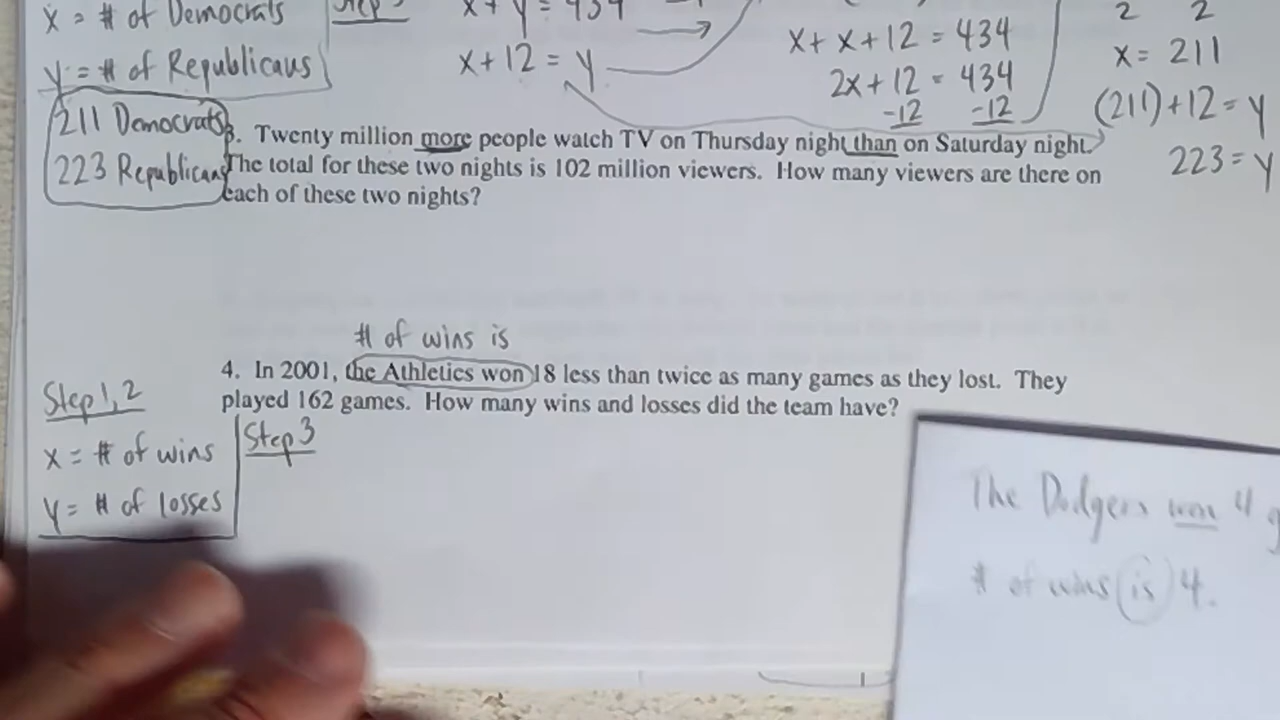 x = # of Democrats
y = # of Republicans
211 Democrats
223 Republicans
x + y = 434
x + 12 = y
x + x + 12 = 434
2x + 12 = 434
-12 -12
2 2
x = 211
(211) + 12 = y
223 = y
3. Twenty million more people watch TV on Thursday night than on Saturday night.
The total for these two nights is 102 million viewers. How many viewers are there on
each of these two nights?
# of wins is
4. In 2001, the Athletics won 18 less than twice as many games as they lost. They
played 162 games. How many wins and losses did the team have?
Step 1,2
x = # of wins
y = # of losses
Step 3
The Dodgers won 4 g
# of wins is 4.